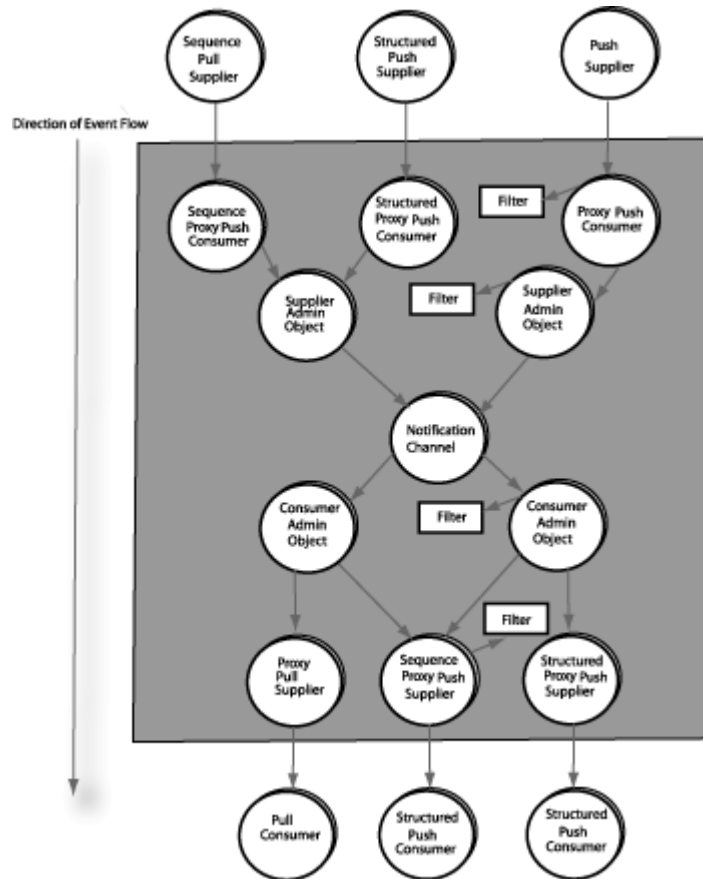 Sequence
Pull
Supplier
Structured
Push
Supplier
Push
Supplier
Direction of Event Flow
Sequence
Proxy Push
Consumer
Structured
Proxy Push
Consumer
Filter
Proxy Push
Consumer
Supplier
Admin
Object
Filter
Supplier
Admin
Object
Notification
Channel
Consumer
Admin
Object
Filter
Consumer
Admin
Object
Filter
Proxy
Pull
Supplier
Sequence
Proxy Push
Supplier
Structured
Proxy Push
Supplier
Pull
Consumer
Structured
Push
Consumer
Structured
Push
Consumer